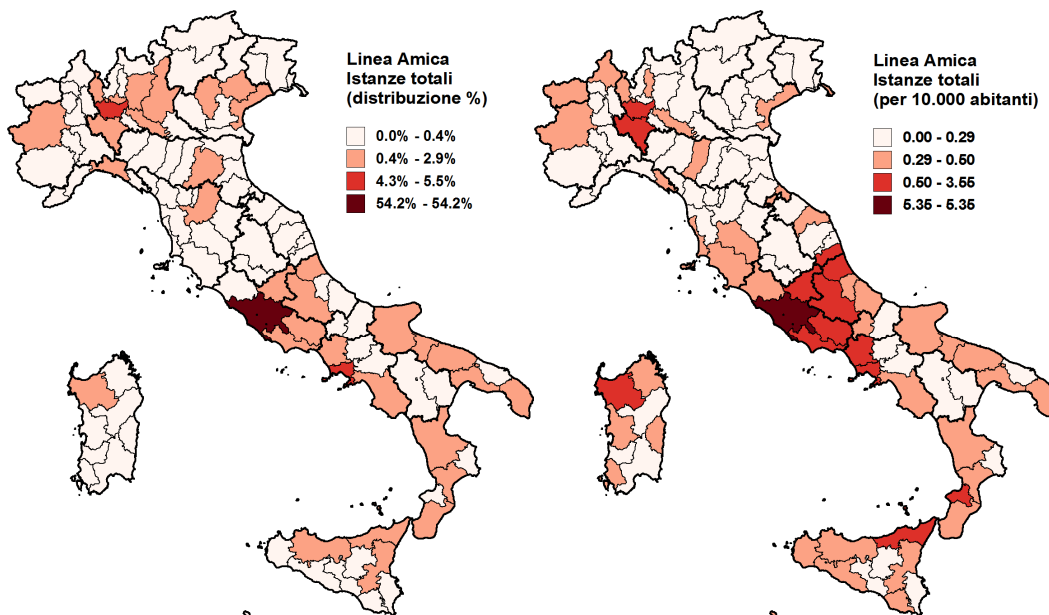 Linea Amica
Istanze totali
(distribuzione %)
0.0% - 0.4%
0.4% - 2.9%
4.3% - 5.5%
54.2% - 54.2%
Linea Amica
Istanze totali
(per 10.000 abitanti)
0.00 - 0.29
0.29 - 0.50
0.50 - 3.55
5.35 - 5.35